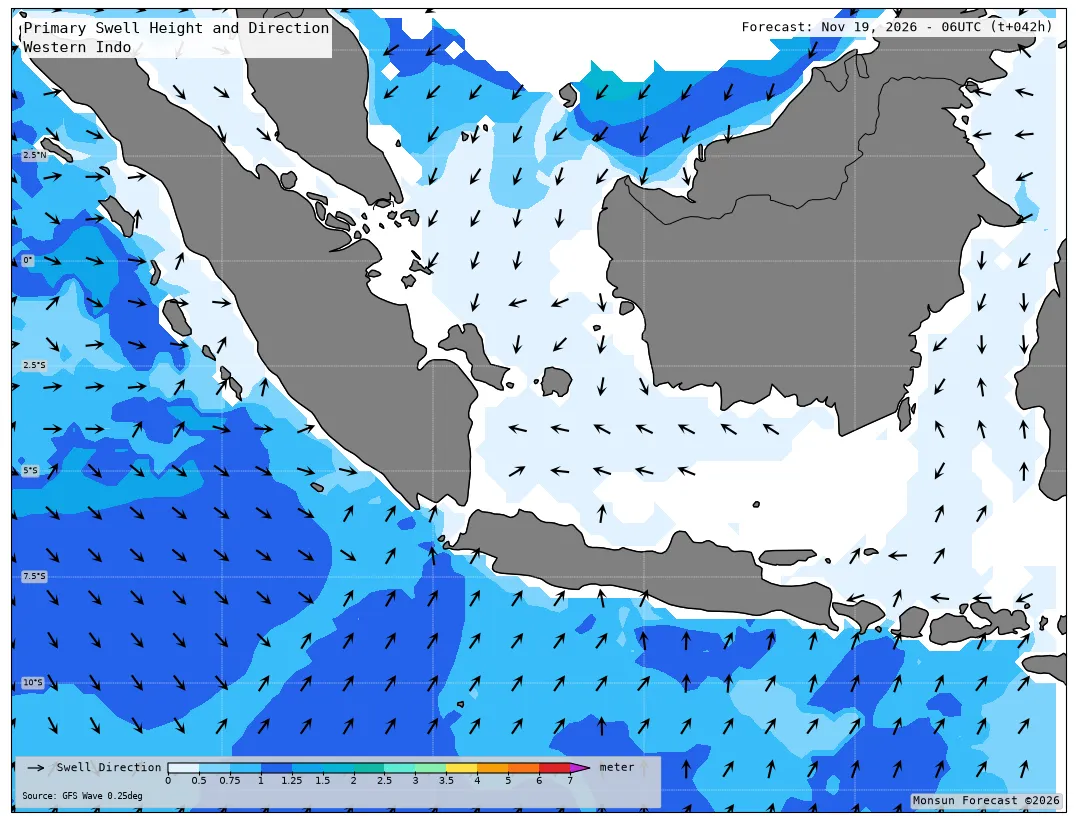 Primary Swell Height and Direction
Western Indo
Forecast: Nov 19, 2026 - 06UTC (t+042h)
2.5°N
0°
2.5°S
5°S
7.5°S
10°S
Swell Direction
meter
0 0.5 0.75 1 1.25 1.5 2 2.5 3 3.5 4 5 6 7
Source: GFS Wave 0.25deg
Monsun Forecast ©2026